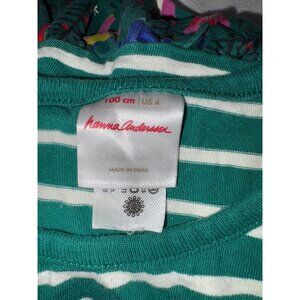 100 cm | US 4
hanna andersson
MADE IN INDIA